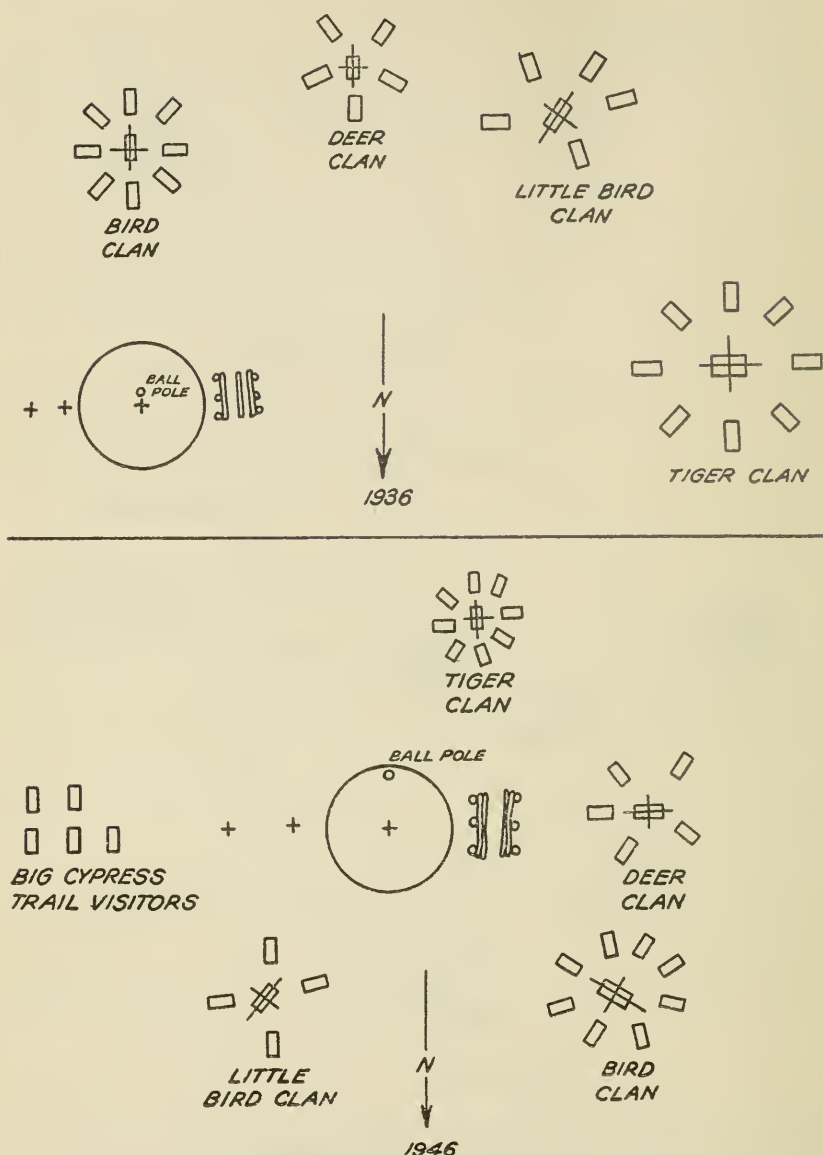 DEER
CLAN
BIRD
CLAN
LITTLE BIRD
CLAN
BALL
POLE
N
1936
TIGER CLAN
TIGER
CLAN
BALL POLE
BIG CYPRESS
TRAIL VISITORS
DEER
CLAN
LITTLE
BIRD CLAN
N
1946
BIRD
CLAN